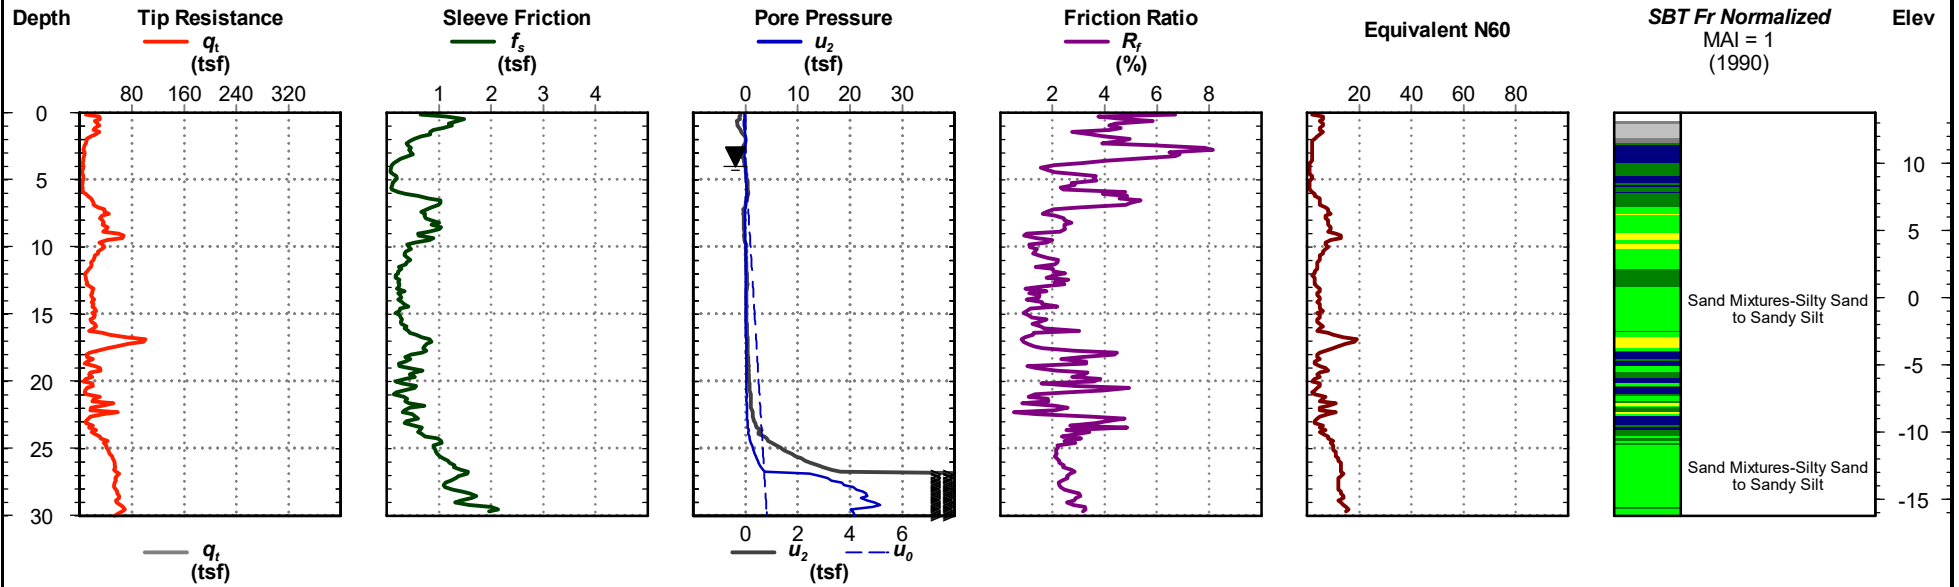 Depth Tip Resistance Sleeve Friction Pore Pressure Friction Ratio Equivalent N60 SBT Fr Normalized Elev
qt fs u2 Rf MAI = 1
(tsf) (tsf) (tsf) (%) (1990)
80 160 240 320 1 2 3 4 0 10 20 30 2 4 6 8 20 40 60 80
0
10
5
5
10
0
Sand Mixtures-Silty Sand
to Sandy Silt
15
-5
20
-10
25
Sand Mixtures-Silty Sand
to Sandy Silt
-15
30
0 2 4 6
qt u2 u0
(tsf) (tsf)